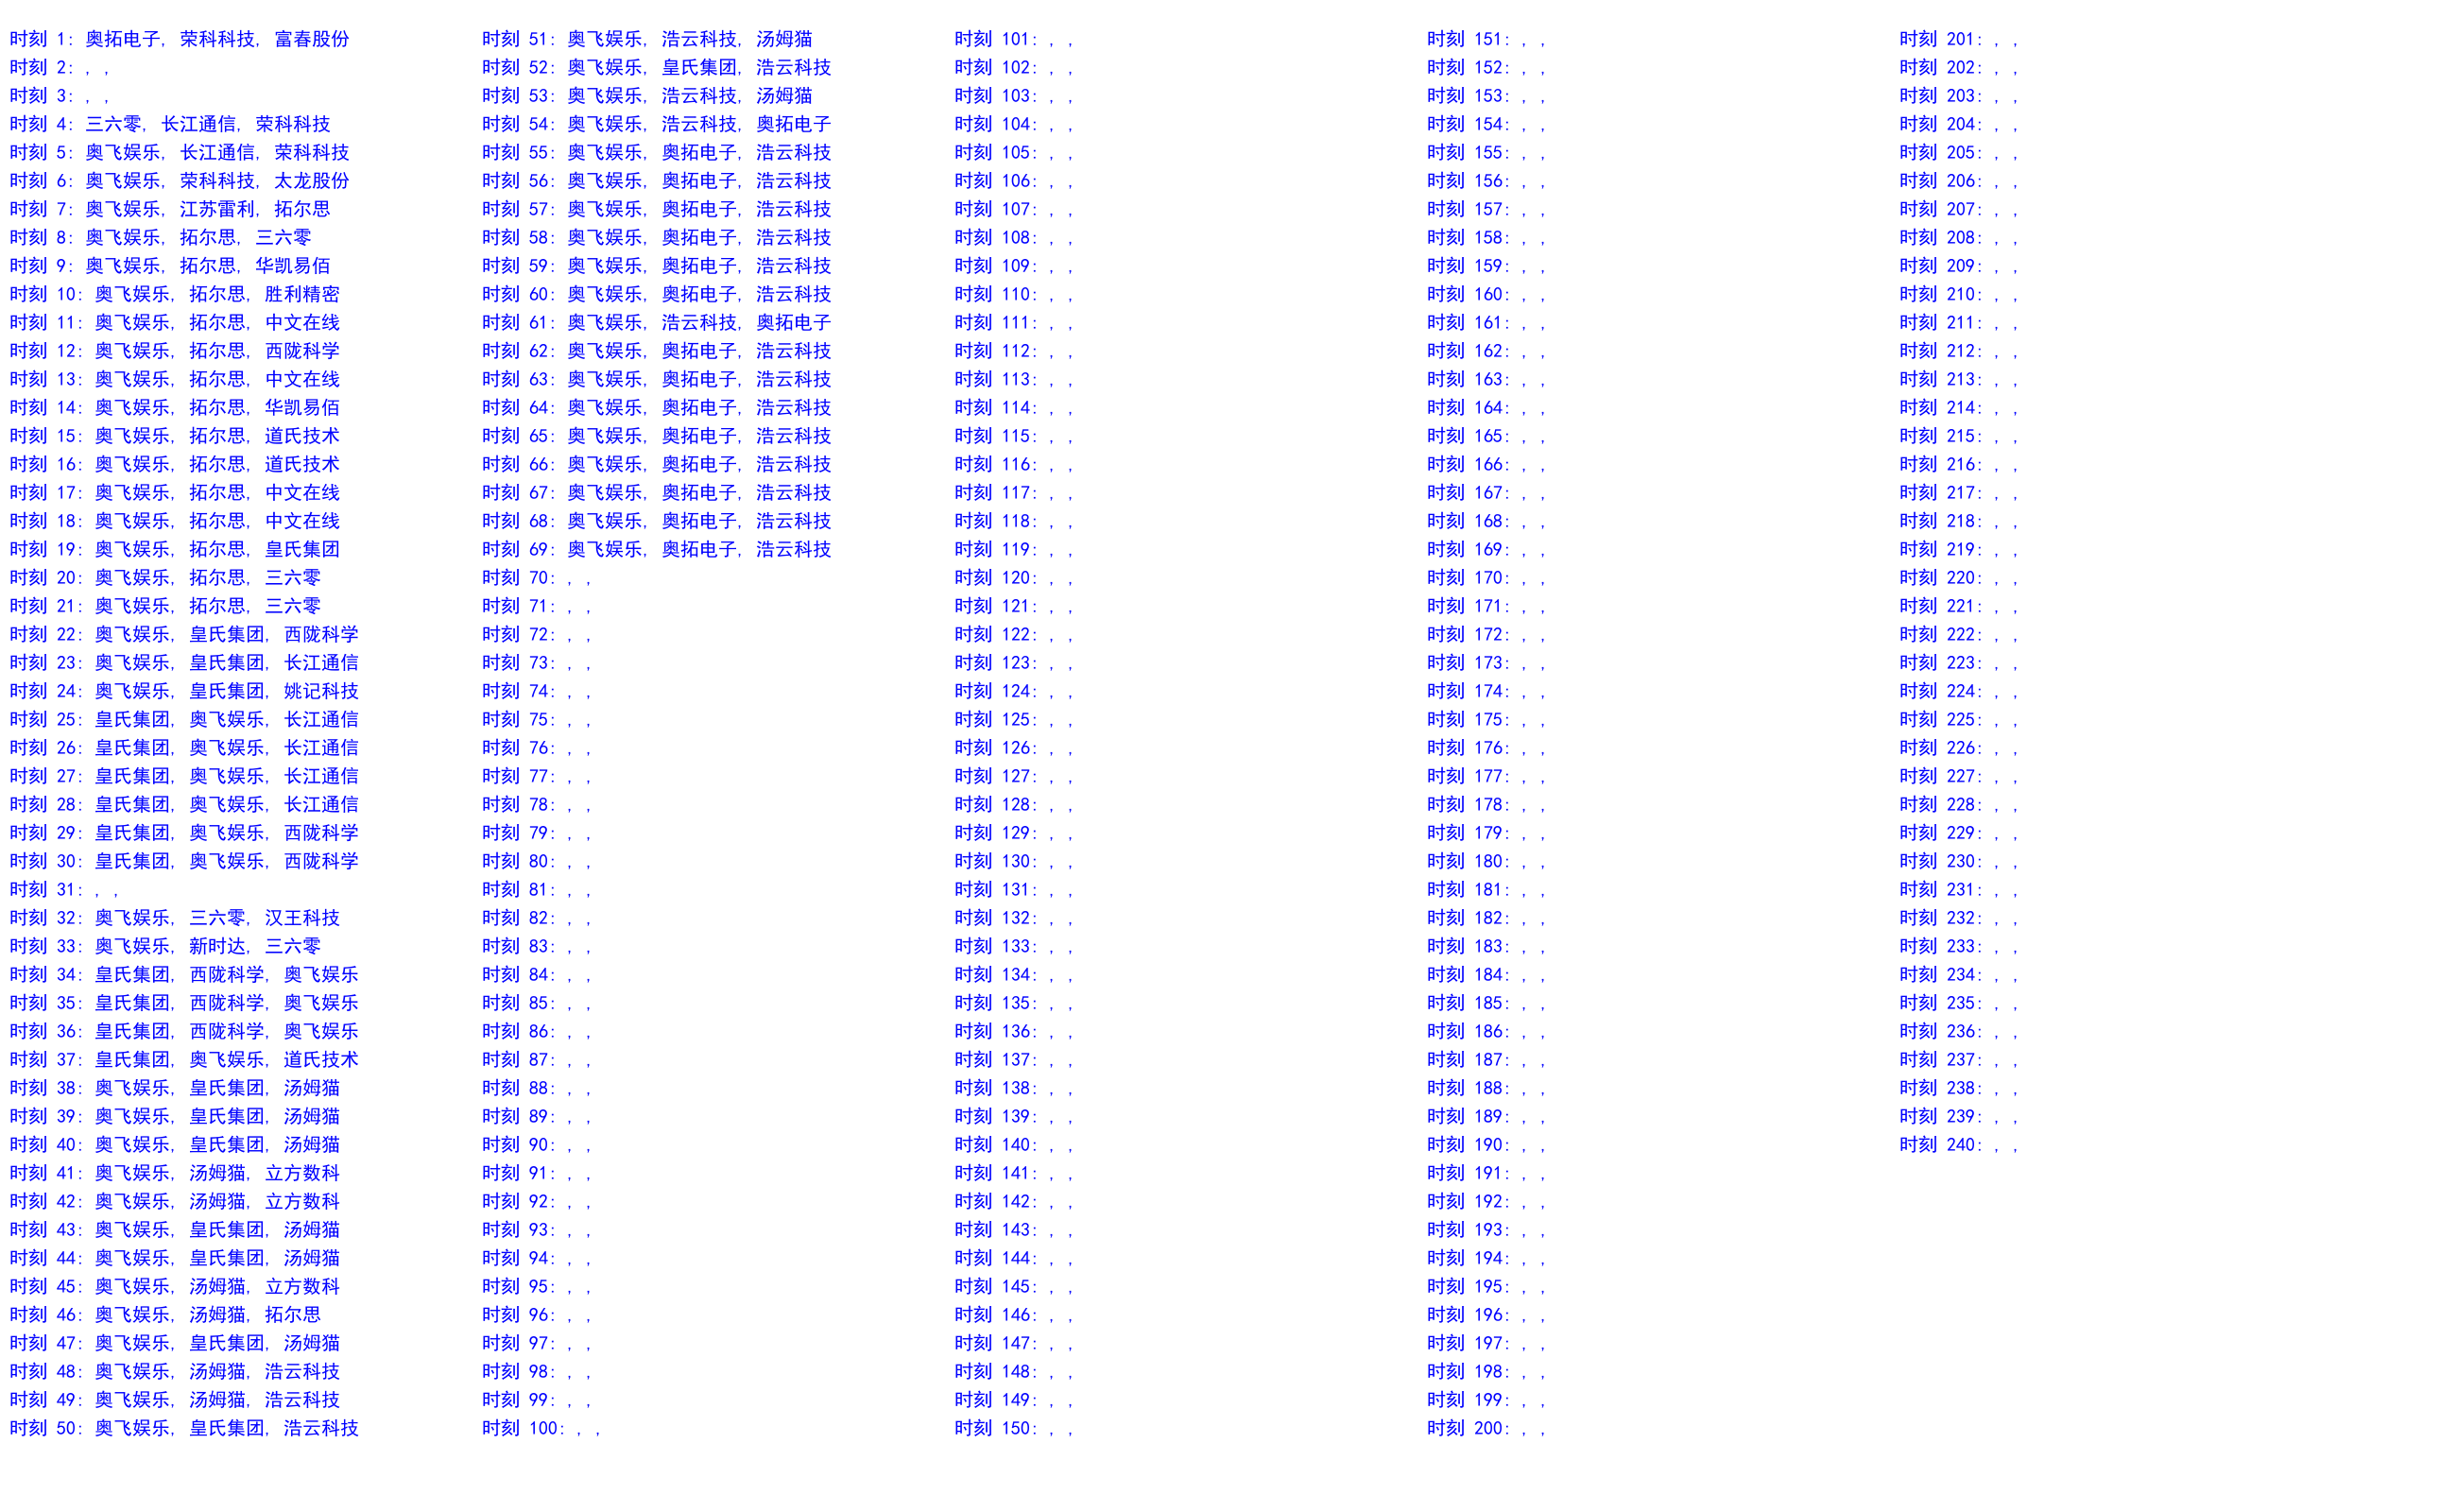 时刻 1: 奥拓电子, 荣科科技, 富春股份
时刻 2: , ,
时刻 3: , ,
时刻 4: 三六零, 长江通信, 荣科科技
时刻 5: 奥飞娱乐, 长江通信, 荣科科技
时刻 6: 奥飞娱乐, 荣科科技, 太龙股份
时刻 7: 奥飞娱乐, 江苏雷利, 拓尔思
时刻 8: 奥飞娱乐, 拓尔思, 三六零
时刻 9: 奥飞娱乐, 拓尔思, 华凯易佰
时刻 10: 奥飞娱乐, 拓尔思, 胜利精密
时刻 11: 奥飞娱乐, 拓尔思, 中文在线
时刻 12: 奥飞娱乐, 拓尔思, 西陇科学
时刻 13: 奥飞娱乐, 拓尔思, 中文在线
时刻 14: 奥飞娱乐, 拓尔思, 华凯易佰
时刻 15: 奥飞娱乐, 拓尔思, 道氏技术
时刻 16: 奥飞娱乐, 拓尔思, 道氏技术
时刻 17: 奥飞娱乐, 拓尔思, 中文在线
时刻 18: 奥飞娱乐, 拓尔思, 中文在线
时刻 19: 奥飞娱乐, 拓尔思, 皇氏集团
时刻 20: 奥飞娱乐, 拓尔思, 三六零
时刻 21: 奥飞娱乐, 拓尔思, 三六零
时刻 22: 奥飞娱乐, 皇氏集团, 西陇科学
时刻 23: 奥飞娱乐, 皇氏集团, 长江通信
时刻 24: 奥飞娱乐, 皇氏集团, 姚记科技
时刻 25: 皇氏集团, 奥飞娱乐, 长江通信
时刻 26: 皇氏集团, 奥飞娱乐, 长江通信
时刻 27: 皇氏集团, 奥飞娱乐, 长江通信
时刻 28: 皇氏集团, 奥飞娱乐, 长江通信
时刻 29: 皇氏集团, 奥飞娱乐, 西陇科学
时刻 30: 皇氏集团, 奥飞娱乐, 西陇科学
时刻 31: , ,
时刻 32: 奥飞娱乐, 三六零, 汉王科技
时刻 33: 奥飞娱乐, 新时达, 三六零
时刻 34: 皇氏集团, 西陇科学, 奥飞娱乐
时刻 35: 皇氏集团, 西陇科学, 奥飞娱乐
时刻 36: 皇氏集团, 西陇科学, 奥飞娱乐
时刻 37: 皇氏集团, 奥飞娱乐, 道氏技术
时刻 38: 奥飞娱乐, 皇氏集团, 汤姆猫
时刻 39: 奥飞娱乐, 皇氏集团, 汤姆猫
时刻 40: 奥飞娱乐, 皇氏集团, 汤姆猫
时刻 41: 奥飞娱乐, 汤姆猫, 立方数科
时刻 42: 奥飞娱乐, 汤姆猫, 立方数科
时刻 43: 奥飞娱乐, 皇氏集团, 汤姆猫
时刻 44: 奥飞娱乐, 皇氏集团, 汤姆猫
时刻 45: 奥飞娱乐, 汤姆猫, 立方数科
时刻 46: 奥飞娱乐, 汤姆猫, 拓尔思
时刻 47: 奥飞娱乐, 皇氏集团, 汤姆猫
时刻 48: 奥飞娱乐, 汤姆猫, 浩云科技
时刻 49: 奥飞娱乐, 汤姆猫, 浩云科技
时刻 50: 奥飞娱乐, 皇氏集团, 浩云科技
时刻 51: 奥飞娱乐, 浩云科技, 汤姆猫
时刻 52: 奥飞娱乐, 皇氏集团, 浩云科技
时刻 53: 奥飞娱乐, 浩云科技, 汤姆猫
时刻 54: 奥飞娱乐, 浩云科技, 奥拓电子
时刻 55: 奥飞娱乐, 奥拓电子, 浩云科技
时刻 56: 奥飞娱乐, 奥拓电子, 浩云科技
时刻 57: 奥飞娱乐, 奥拓电子, 浩云科技
时刻 58: 奥飞娱乐, 奥拓电子, 浩云科技
时刻 59: 奥飞娱乐, 奥拓电子, 浩云科技
时刻 60: 奥飞娱乐, 奥拓电子, 浩云科技
时刻 61: 奥飞娱乐, 浩云科技, 奥拓电子
时刻 62: 奥飞娱乐, 奥拓电子, 浩云科技
时刻 63: 奥飞娱乐, 奥拓电子, 浩云科技
时刻 64: 奥飞娱乐, 奥拓电子, 浩云科技
时刻 65: 奥飞娱乐, 奥拓电子, 浩云科技
时刻 66: 奥飞娱乐, 奥拓电子, 浩云科技
时刻 67: 奥飞娱乐, 奥拓电子, 浩云科技
时刻 68: 奥飞娱乐, 奥拓电子, 浩云科技
时刻 69: 奥飞娱乐, 奥拓电子, 浩云科技
时刻 70: , ,
时刻 71: , ,
时刻 72: , ,
时刻 73: , ,
时刻 74: , ,
时刻 75: , ,
时刻 76: , ,
时刻 77: , ,
时刻 78: , ,
时刻 79: , ,
时刻 80: , ,
时刻 81: , ,
时刻 82: , ,
时刻 83: , ,
时刻 84: , ,
时刻 85: , ,
时刻 86: , ,
时刻 87: , ,
时刻 88: , ,
时刻 89: , ,
时刻 90: , ,
时刻 91: , ,
时刻 92: , ,
时刻 93: , ,
时刻 94: , ,
时刻 95: , ,
时刻 96: , ,
时刻 97: , ,
时刻 98: , ,
时刻 99: , ,
时刻 100: , ,
时刻 101: , ,
时刻 102: , ,
时刻 103: , ,
时刻 104: , ,
时刻 105: , ,
时刻 106: , ,
时刻 107: , ,
时刻 108: , ,
时刻 109: , ,
时刻 110: , ,
时刻 111: , ,
时刻 112: , ,
时刻 113: , ,
时刻 114: , ,
时刻 115: , ,
时刻 116: , ,
时刻 117: , ,
时刻 118: , ,
时刻 119: , ,
时刻 120: , ,
时刻 121: , ,
时刻 122: , ,
时刻 123: , ,
时刻 124: , ,
时刻 125: , ,
时刻 126: , ,
时刻 127: , ,
时刻 128: , ,
时刻 129: , ,
时刻 130: , ,
时刻 131: , ,
时刻 132: , ,
时刻 133: , ,
时刻 134: , ,
时刻 135: , ,
时刻 136: , ,
时刻 137: , ,
时刻 138: , ,
时刻 139: , ,
时刻 140: , ,
时刻 141: , ,
时刻 142: , ,
时刻 143: , ,
时刻 144: , ,
时刻 145: , ,
时刻 146: , ,
时刻 147: , ,
时刻 148: , ,
时刻 149: , ,
时刻 150: , ,
时刻 151: , ,
时刻 152: , ,
时刻 153: , ,
时刻 154: , ,
时刻 155: , ,
时刻 156: , ,
时刻 157: , ,
时刻 158: , ,
时刻 159: , ,
时刻 160: , ,
时刻 161: , ,
时刻 162: , ,
时刻 163: , ,
时刻 164: , ,
时刻 165: , ,
时刻 166: , ,
时刻 167: , ,
时刻 168: , ,
时刻 169: , ,
时刻 170: , ,
时刻 171: , ,
时刻 172: , ,
时刻 173: , ,
时刻 174: , ,
时刻 175: , ,
时刻 176: , ,
时刻 177: , ,
时刻 178: , ,
时刻 179: , ,
时刻 180: , ,
时刻 181: , ,
时刻 182: , ,
时刻 183: , ,
时刻 184: , ,
时刻 185: , ,
时刻 186: , ,
时刻 187: , ,
时刻 188: , ,
时刻 189: , ,
时刻 190: , ,
时刻 191: , ,
时刻 192: , ,
时刻 193: , ,
时刻 194: , ,
时刻 195: , ,
时刻 196: , ,
时刻 197: , ,
时刻 198: , ,
时刻 199: , ,
时刻 200: , ,
时刻 201: , ,
时刻 202: , ,
时刻 203: , ,
时刻 204: , ,
时刻 205: , ,
时刻 206: , ,
时刻 207: , ,
时刻 208: , ,
时刻 209: , ,
时刻 210: , ,
时刻 211: , ,
时刻 212: , ,
时刻 213: , ,
时刻 214: , ,
时刻 215: , ,
时刻 216: , ,
时刻 217: , ,
时刻 218: , ,
时刻 219: , ,
时刻 220: , ,
时刻 221: , ,
时刻 222: , ,
时刻 223: , ,
时刻 224: , ,
时刻 225: , ,
时刻 226: , ,
时刻 227: , ,
时刻 228: , ,
时刻 229: , ,
时刻 230: , ,
时刻 231: , ,
时刻 232: , ,
时刻 233: , ,
时刻 234: , ,
时刻 235: , ,
时刻 236: , ,
时刻 237: , ,
时刻 238: , ,
时刻 239: , ,
时刻 240: , ,